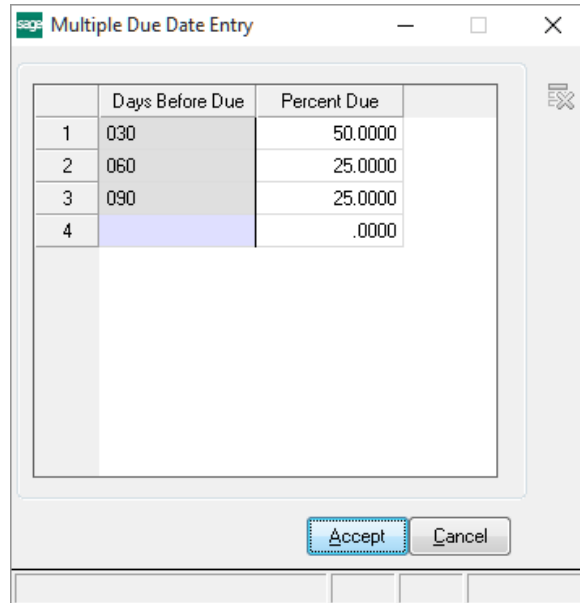 sage Multiple Due Date Entry
Days Before Due Percent Due
1 030 50.0000
2 060 25.0000
3 090 25.0000
4 .0000
Accept Cancel